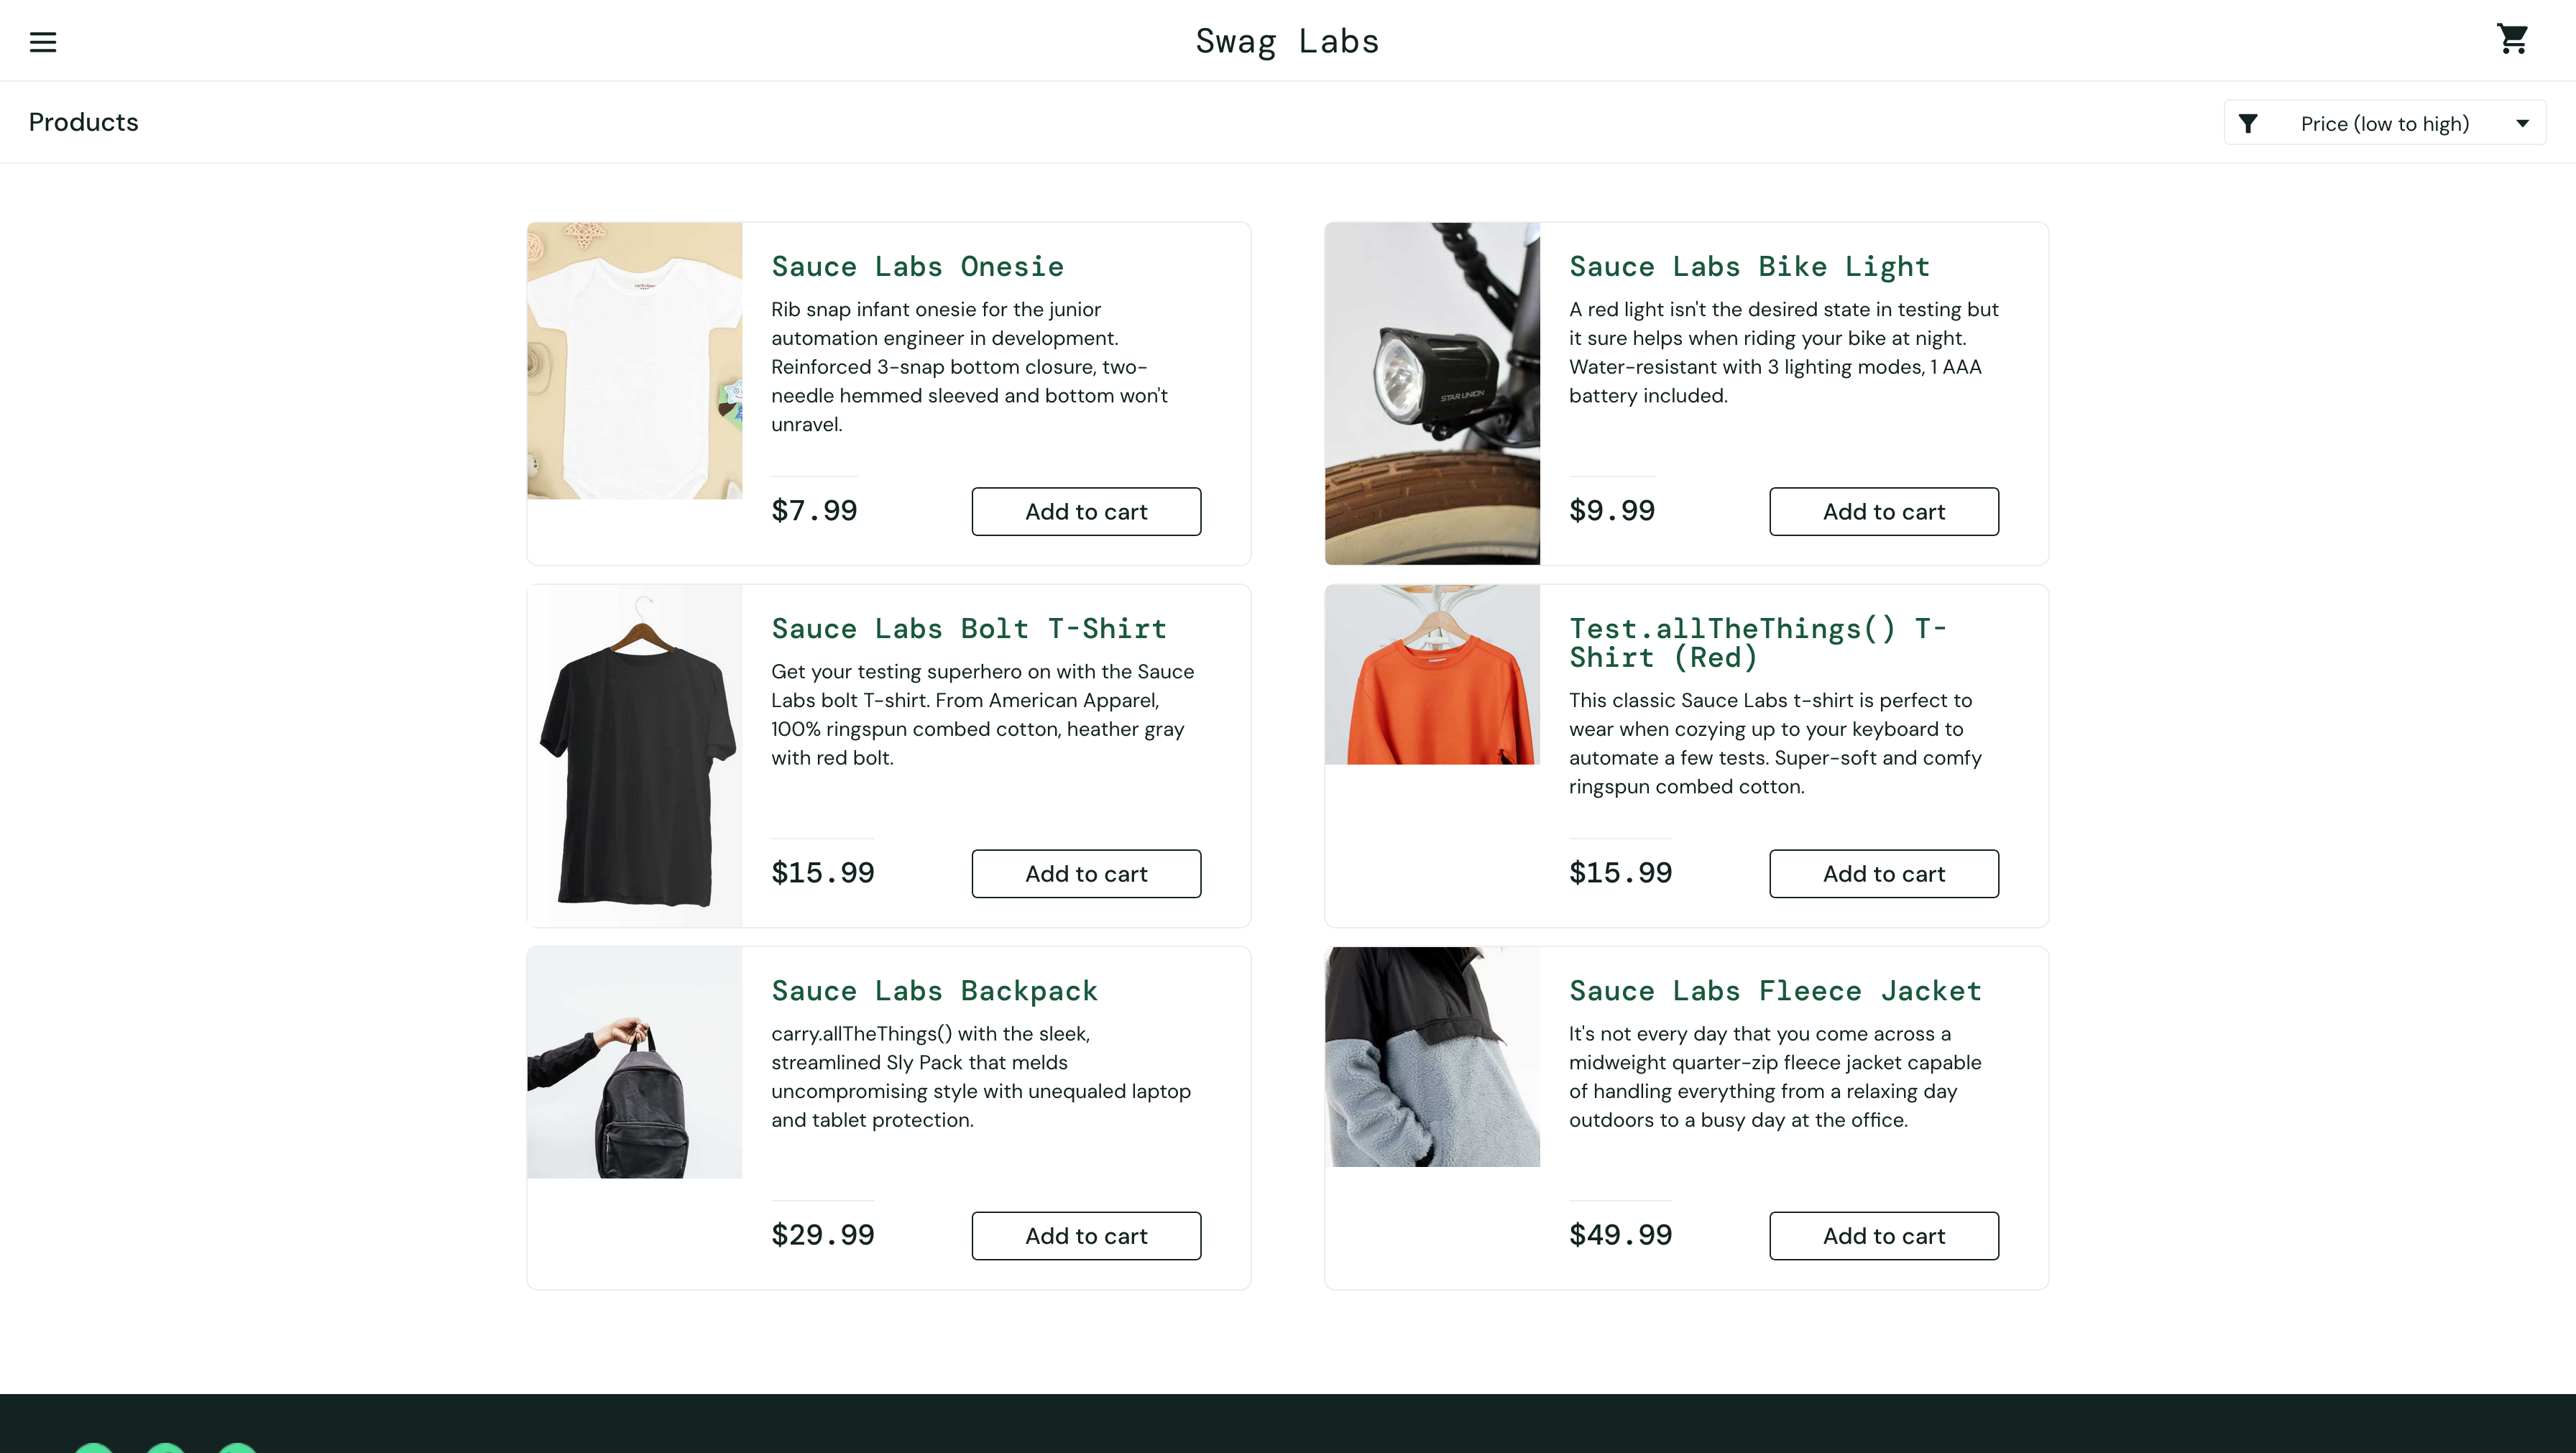 Swag Labs
Products
Price (low to high)
Sauce Labs Onesie
Rib snap infant onesie for the junior
automation engineer in development.
Reinforced 3-snap bottom closure, two-
needle hemmed sleeved and bottom won't
unravel.
$7.99
Add to cart
Sauce Labs Bike Light
A red light isn't the desired state in testing but
it sure helps when riding your bike at night.
Water-resistant with 3 lighting modes, 1 AAA
battery included.
STAR UNION
$9.99
Add to cart
Sauce Labs Bolt T-Shirt
Get your testing superhero on with the Sauce
Labs bolt T-shirt. From American Apparel,
100% ringspun combed cotton, heather gray
with red bolt.
$15.99
Add to cart
Test.allTheThings() T-
Shirt (Red)
This classic Sauce Labs t-shirt is perfect to
wear when cozying up to your keyboard to
automate a few tests. Super-soft and comfy
ringspun combed cotton.
$15.99
Add to cart
Sauce Labs Backpack
carry.allTheThings() with the sleek,
streamlined Sly Pack that melds
uncompromising style with unequaled laptop
and tablet protection.
$29.99
Add to cart
Sauce Labs Fleece Jacket
It's not every day that you come across a
midweight quarter-zip fleece jacket capable
of handling everything from a relaxing day
outdoors to a busy day at the office.
$49.99
Add to cart